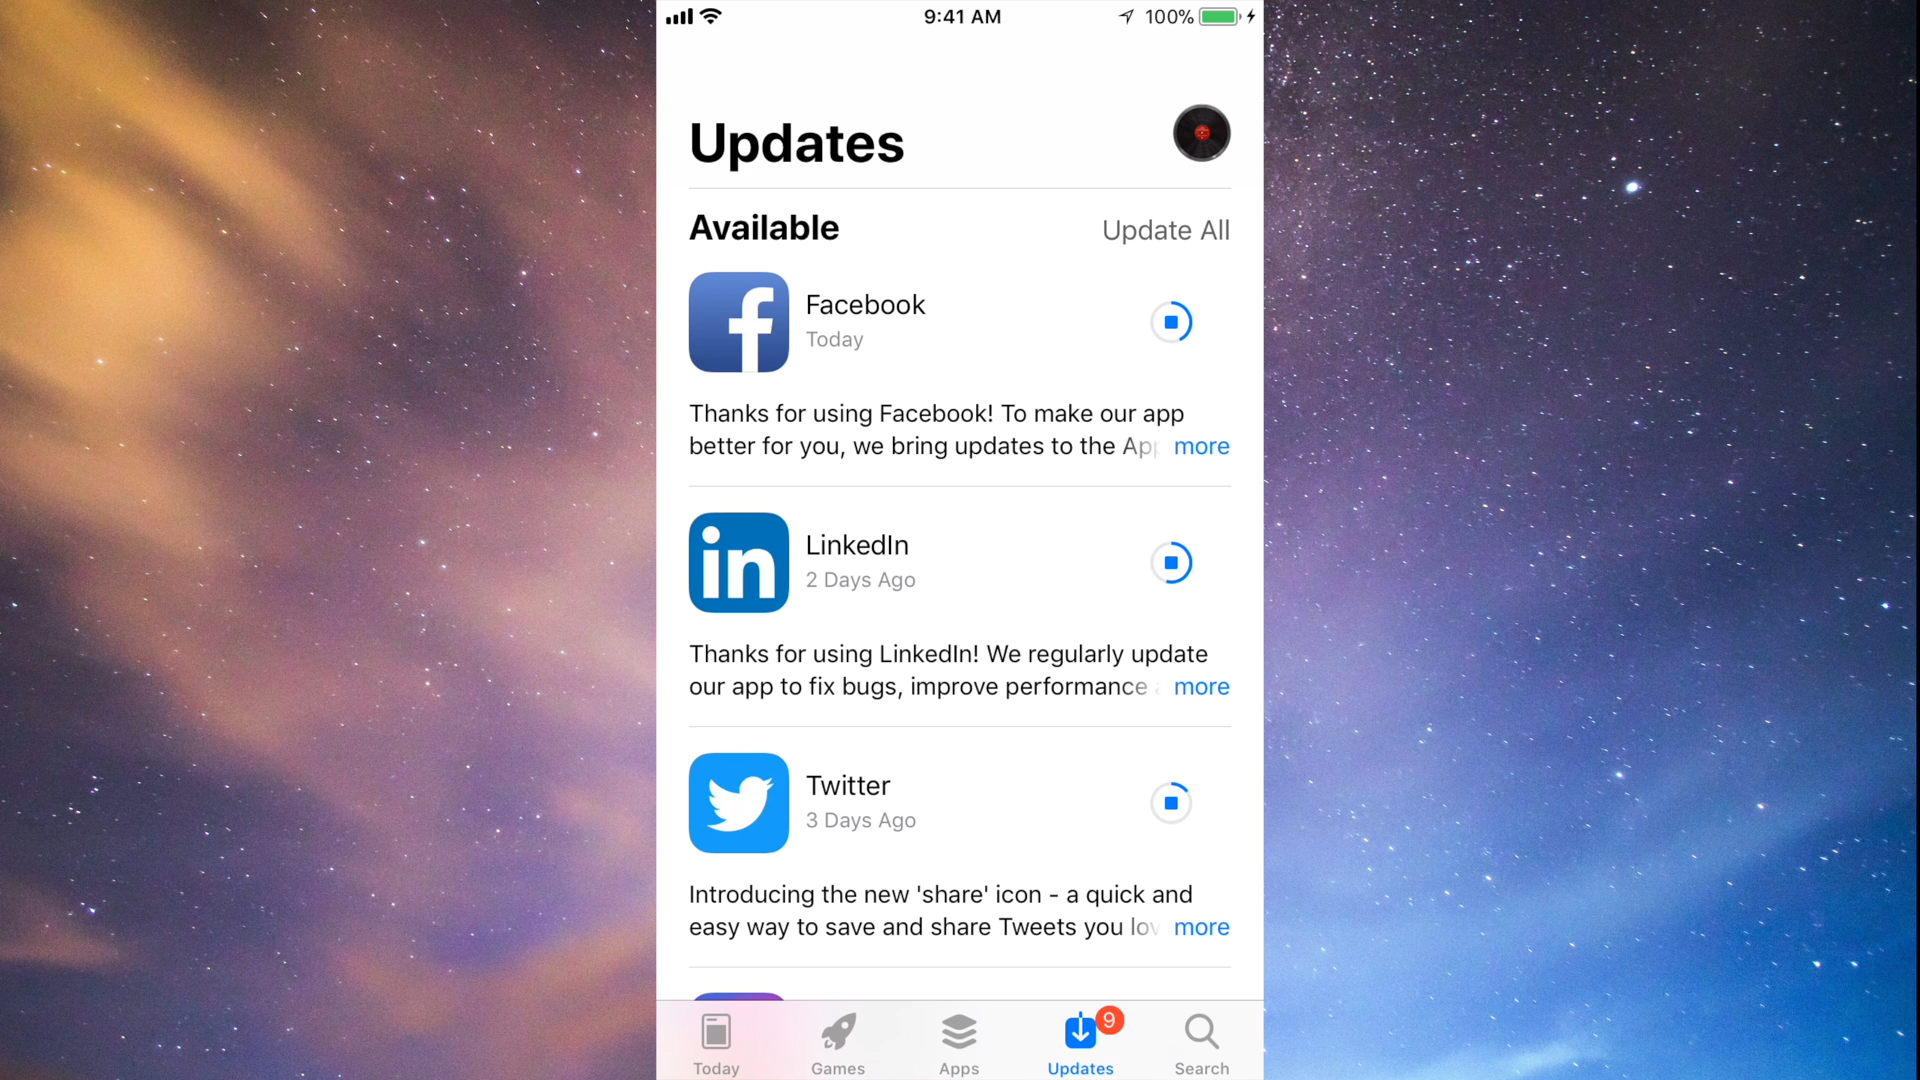 9:41 AM
100%
Updates
Available
Update All
Facebook
Today
Thanks for using Facebook! To make our app
better for you, we bring updates to the App
more
LinkedIn
2 Days Ago
Thanks for using LinkedIn! We regularly update
our app to fix bugs, improve performance
more
Twitter
3 Days Ago
Introducing the new 'share' icon - a quick and
easy way to save and share Tweets you lov
more
9
Today
Games
Apps
Updates
Search